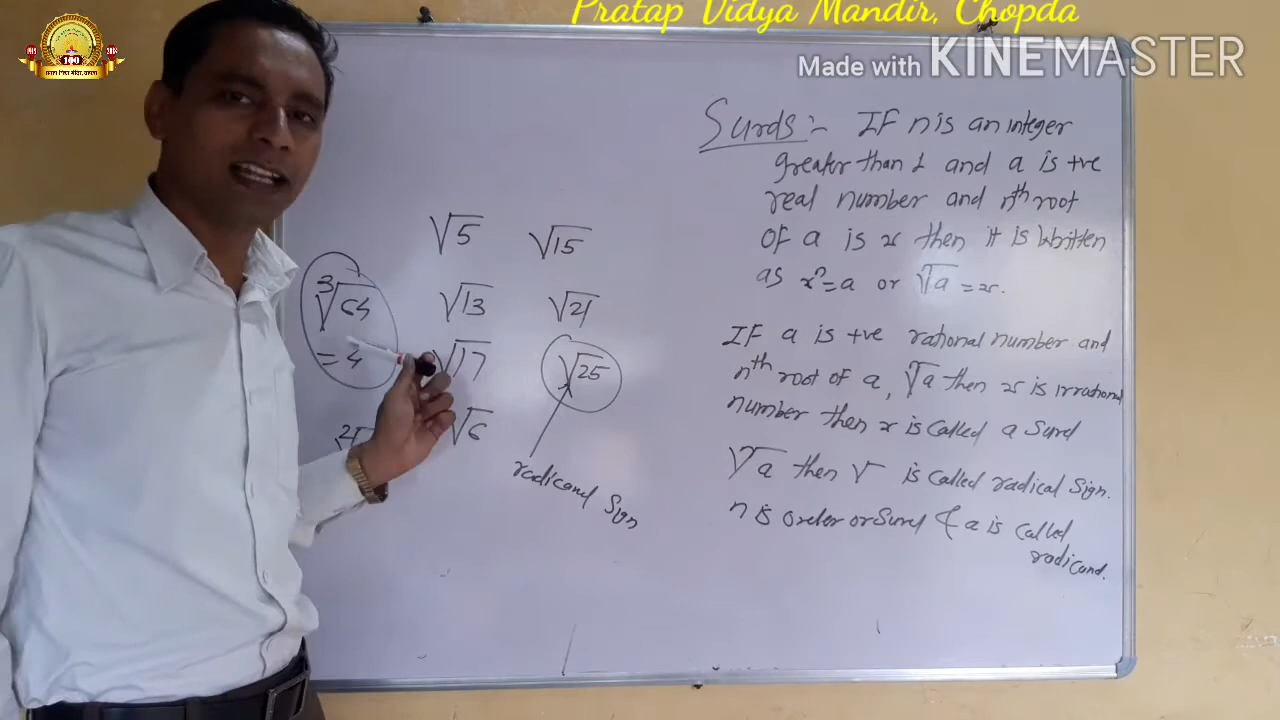 Pratap Vidya Mandir, Chopda
Made with KINEMASTER
100
Surds :- IF n is an integer
greater than 1 and a is +ve
real number and nth root
of a is x then it is written
as xⁿ=a or ⁿ√a = x.
IF a is +ve rational number and
nth root of a, ⁿ√a then x is irrational
number then x is called a Surd
ⁿ√a then √ is called radical Sign.
n is order or Surd & a is called
radicand.
√5 √15
³√64 √13 √21
= 4 √17 √25
√6
radicand Sign